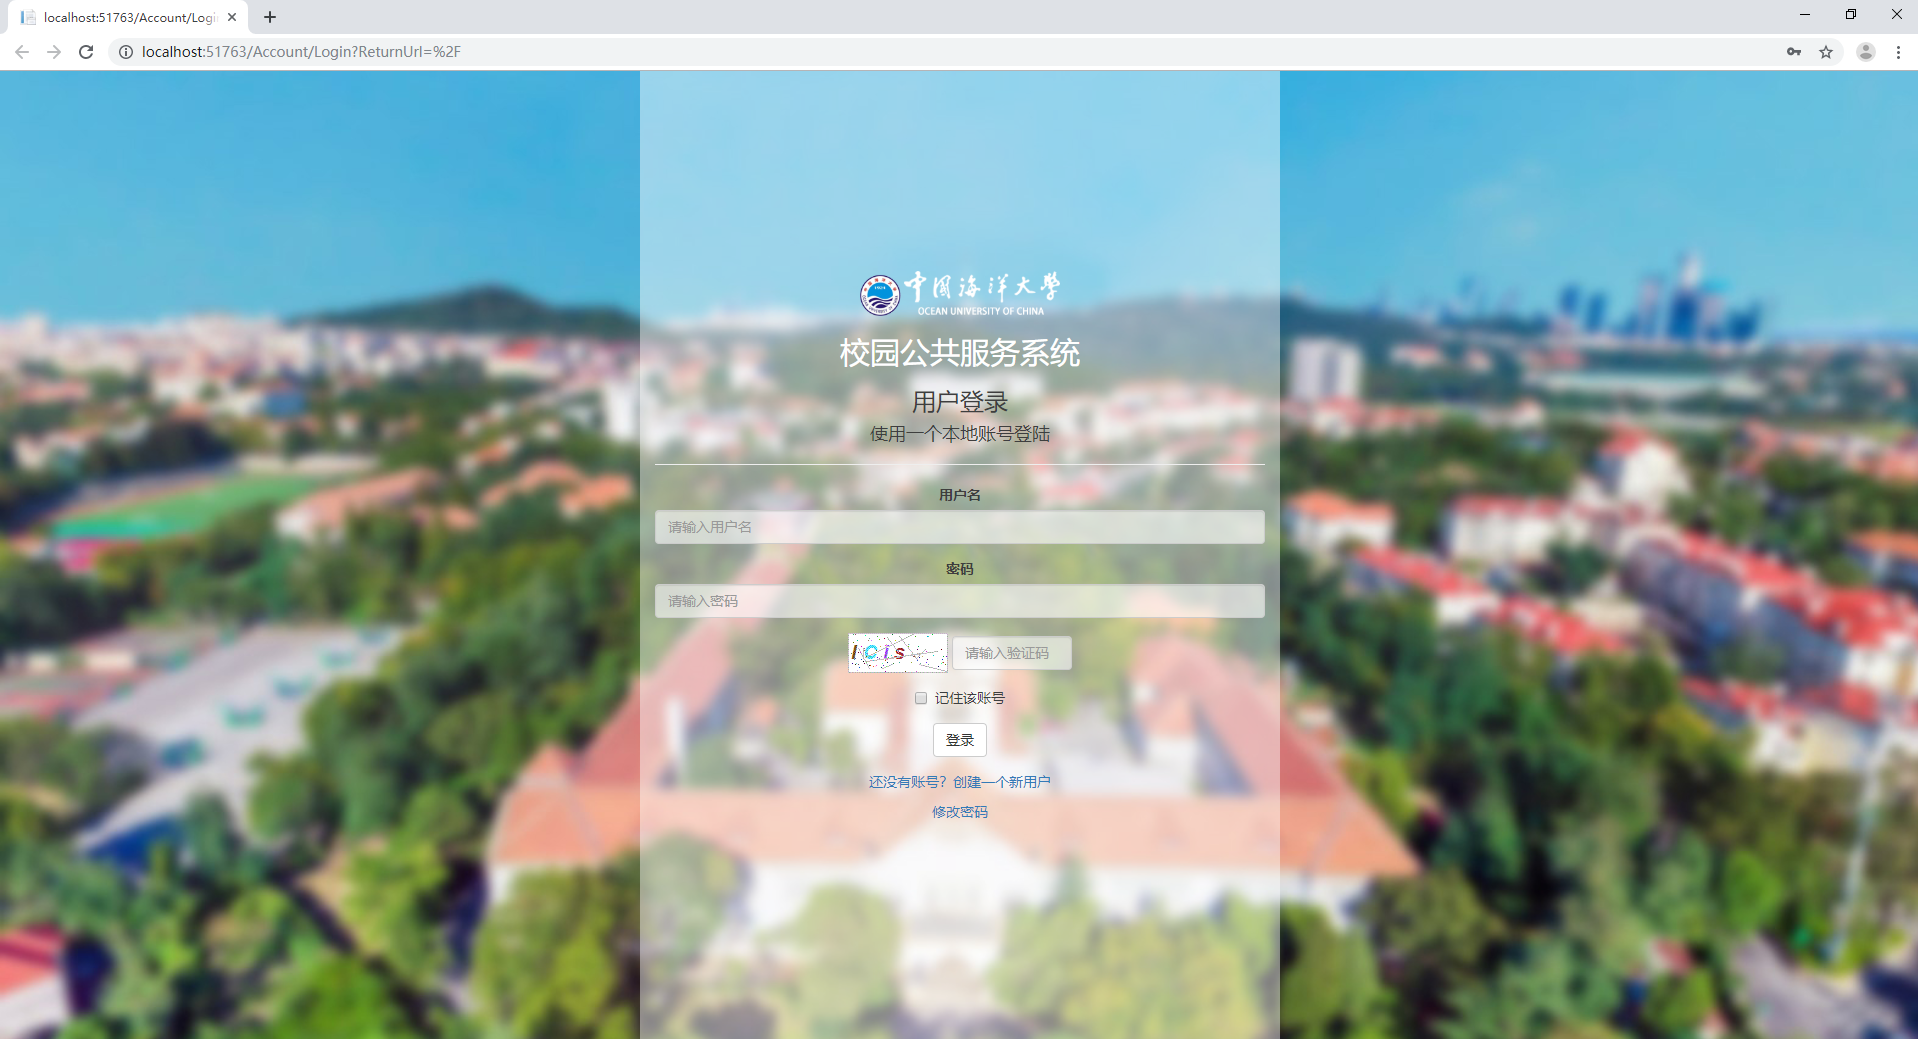 localhost:51763/Account/Logi
localhost:51763/Account/Login?ReturnUrl=%2F
中国海洋大学
OCEAN UNIVERSITY OF CHINA
校园公共服务系统
用户登录
使用一个本地账号登陆
用户名
请输入用户名
密码
请输入密码
ICIS 请输入验证码
记住该账号
登录
还没有账号？创建一个新用户
修改密码